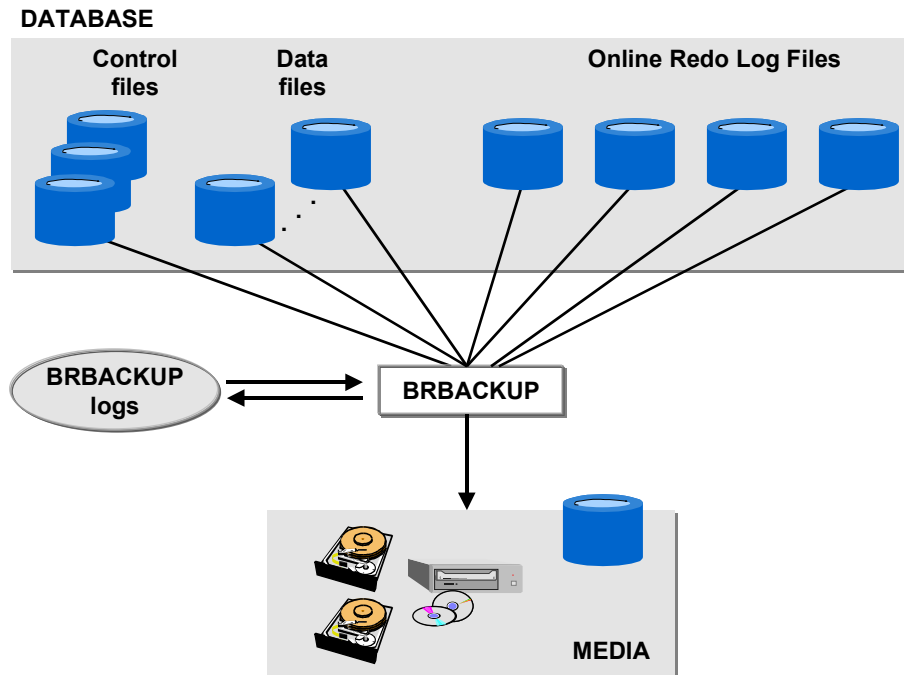 DATABASE
Control
files
Data
files
Online Redo Log Files
BRBACKUP
logs
BRBACKUP
MEDIA